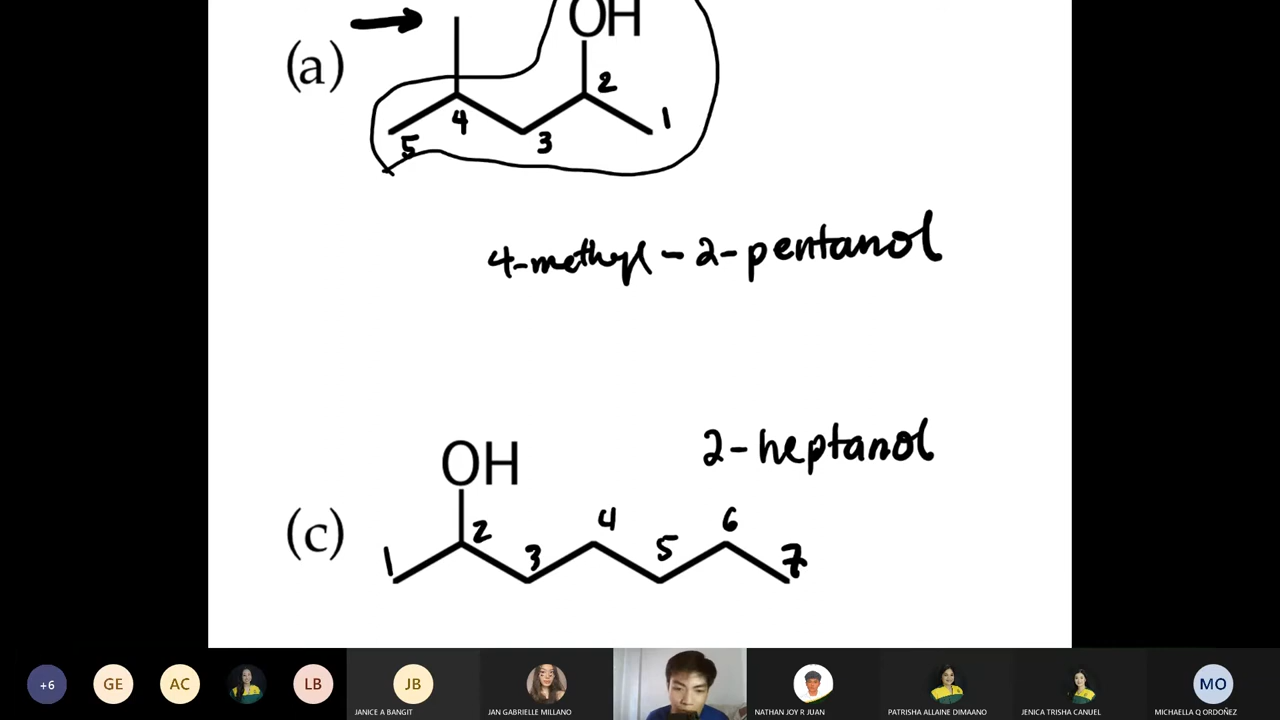 OH
(a)
2
1
4
5
3
4-methyl-2-pentanol
2-heptanol
OH
(c)
1
2
3
4
5
6
7
+6
GE
AC
LB
JB
MO
JANICE A BANGIT
JAN GABRIELLE MILLANO
NATHAN JOY R JUAN
PATRISHA ALLAINE DIMAANO
JENICA TRISHA CANUEL
MICHAELLA Q ORDOÑEZ